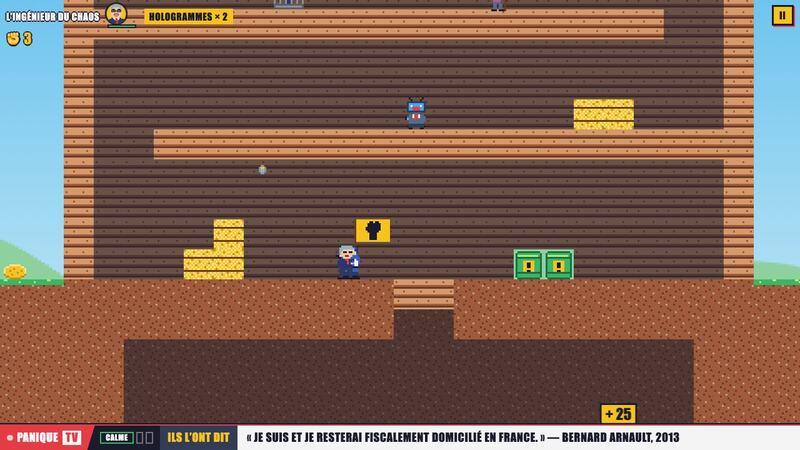 L'INGÉNIEUR DU CHAOS
HOLOGRAMMES × 2
3
!
!
+ 25
PANIQUE TV
CALME
ILS L'ONT DIT
« JE SUIS ET JE RESTERAI FISCALEMENT DOMICILIÉ EN FRANCE. » — BERNARD ARNAULT, 2013